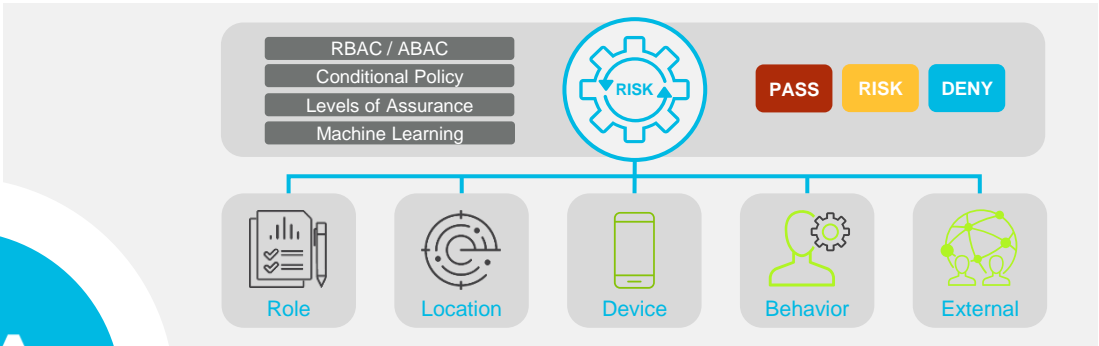 RBAC / ABAC
Conditional Policy
Levels of Assurance
Machine Learning
RISK
PASS RISK DENY
Role Location Device Behavior External